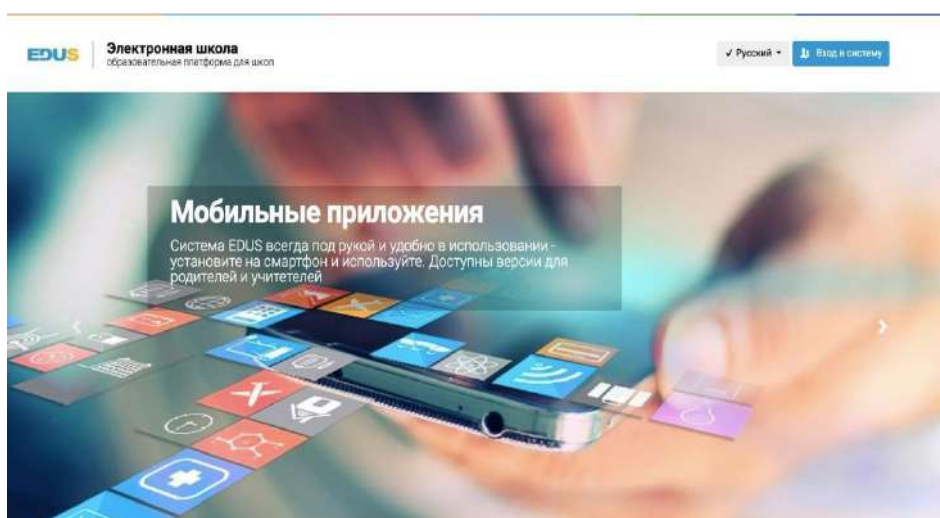 EDUS
Электронная школа
образовательная платформа для школ
✓ Русский
Вход в систему
Мобильные приложения
Система EDUS всегда под рукой и удобно в использовании -
установите на смартфон и используйте. Доступны версии для
родителей и учитетелей